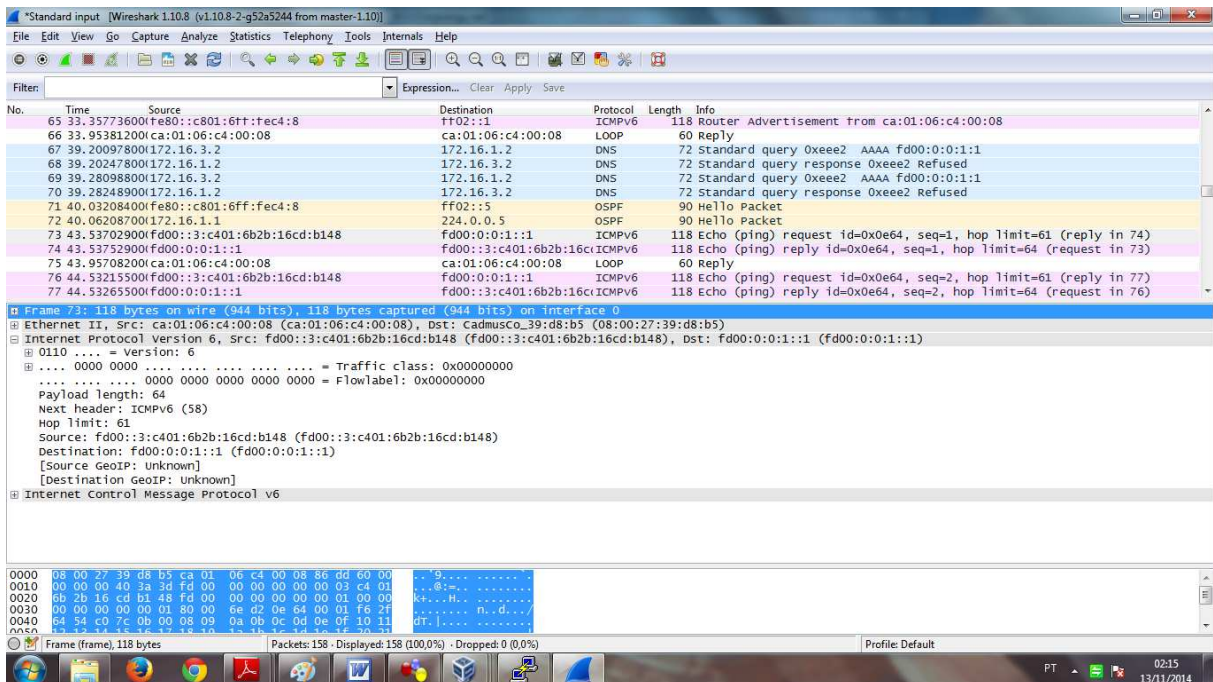 *Standard input [Wireshark 1.10.8 (v1.10.8-2-g52a5244 from master-1.10)]
File Edit View Go Capture Analyze Statistics Telephony Tools Internals Help
Filter: Expression... Clear Apply Save
No. Time Source Destination Protocol Length Info
65 33.35773600(fe80::c801:6ff:fec4:8 ff02::1 ICMPv6 118 Router Advertisement from ca:01:06:c4:00:08
66 33.95381200(ca:01:06:c4:00:08 ca:01:06:c4:00:08 LOOP 60 Reply
67 39.20097800(172.16.3.2 172.16.1.2 DNS 72 Standard query 0xeee2 AAAA fd00:0:0:1::1
68 39.20247800(172.16.1.2 172.16.3.2 DNS 72 Standard query response 0xeee2 Refused
69 39.28098800(172.16.3.2 172.16.1.2 DNS 72 Standard query 0xeee2 AAAA fd00:0:0:1::1
70 39.28248900(172.16.1.2 172.16.3.2 DNS 72 Standard query response 0xeee2 Refused
71 40.03208400(fe80::c801:6ff:fec4:8 ff02::5 OSPF 90 Hello Packet
72 40.06208700(172.16.1.1 224.0.0.5 OSPF 90 Hello Packet
73 43.53702900(fd00::3:c401:6b2b:16cd:b148 fd00:0:0:1::1 ICMPv6 118 Echo (ping) request id=0x0e64, seq=1, hop limit=61 (reply in 74)
74 43.53752900(fd00:0:0:1::1 fd00::3:c401:6b2b:16c(ICMPv6 118 Echo (ping) reply id=0x0e64, seq=1, hop limit=64 (request in 73)
75 43.95708200(ca:01:06:c4:00:08 ca:01:06:c4:00:08 LOOP 60 Reply
76 44.53215500(fd00::3:c401:6b2b:16cd:b148 fd00:0:0:1::1 ICMPv6 118 Echo (ping) request id=0x0e64, seq=2, hop limit=61 (reply in 77)
77 44.53265500(fd00:0:0:1::1 fd00::3:c401:6b2b:16c(ICMPv6 118 Echo (ping) reply id=0x0e64, seq=2, hop limit=64 (request in 76)
Frame 73: 118 bytes on wire (944 bits), 118 bytes captured (944 bits) on interface 0
Ethernet II, Src: ca:01:06:c4:00:08 (ca:01:06:c4:00:08), Dst: CadmusCo_39:d8:b5 (08:00:27:39:d8:b5)
Internet Protocol Version 6, Src: fd00::3:c401:6b2b:16cd:b148 (fd00::3:c401:6b2b:16cd:b148), Dst: fd00:0:0:1::1 (fd00:0:0:1::1)
0110 .... = Version: 6
.... 0000 0000 .... .... .... .... .... = Traffic class: 0x00000000
.... .... .... 0000 0000 0000 0000 0000 = Flowlabel: 0x00000000
Payload length: 64
Next header: ICMPv6 (58)
Hop limit: 61
Source: fd00::3:c401:6b2b:16cd:b148 (fd00::3:c401:6b2b:16cd:b148)
Destination: fd00:0:0:1::1 (fd00:0:0:1::1)
[Source GeoIP: Unknown]
[Destination GeoIP: Unknown]
Internet Control Message Protocol v6
0000 08 00 27 39 d8 b5 ca 01 06 c4 00 08 86 dd 60 00 ..'9.... ......`.
0010 00 00 00 40 3a 3d fd 00 00 00 00 00 00 03 c4 01 ...@:=.. ........
0020 6b 2b 16 cd b1 48 fd 00 00 00 00 00 00 01 00 00 k+...H.. ........
0030 00 00 00 00 00 01 80 00 6e d2 0e 64 00 01 f6 2f ........ n..d.../
0040 64 54 c0 7c 0b 00 08 09 0a 0b 0c 0d 0e 0f 10 11 dT.|.... ........
0050 12 13 14 15 16 17 18 19 1a 1b 1c 1d 1e 1f 20 21
Frame (frame), 118 bytes Packets: 158 · Displayed: 158 (100,0%) · Dropped: 0 (0,0%) Profile: Default
PT 02:15
13/11/2014